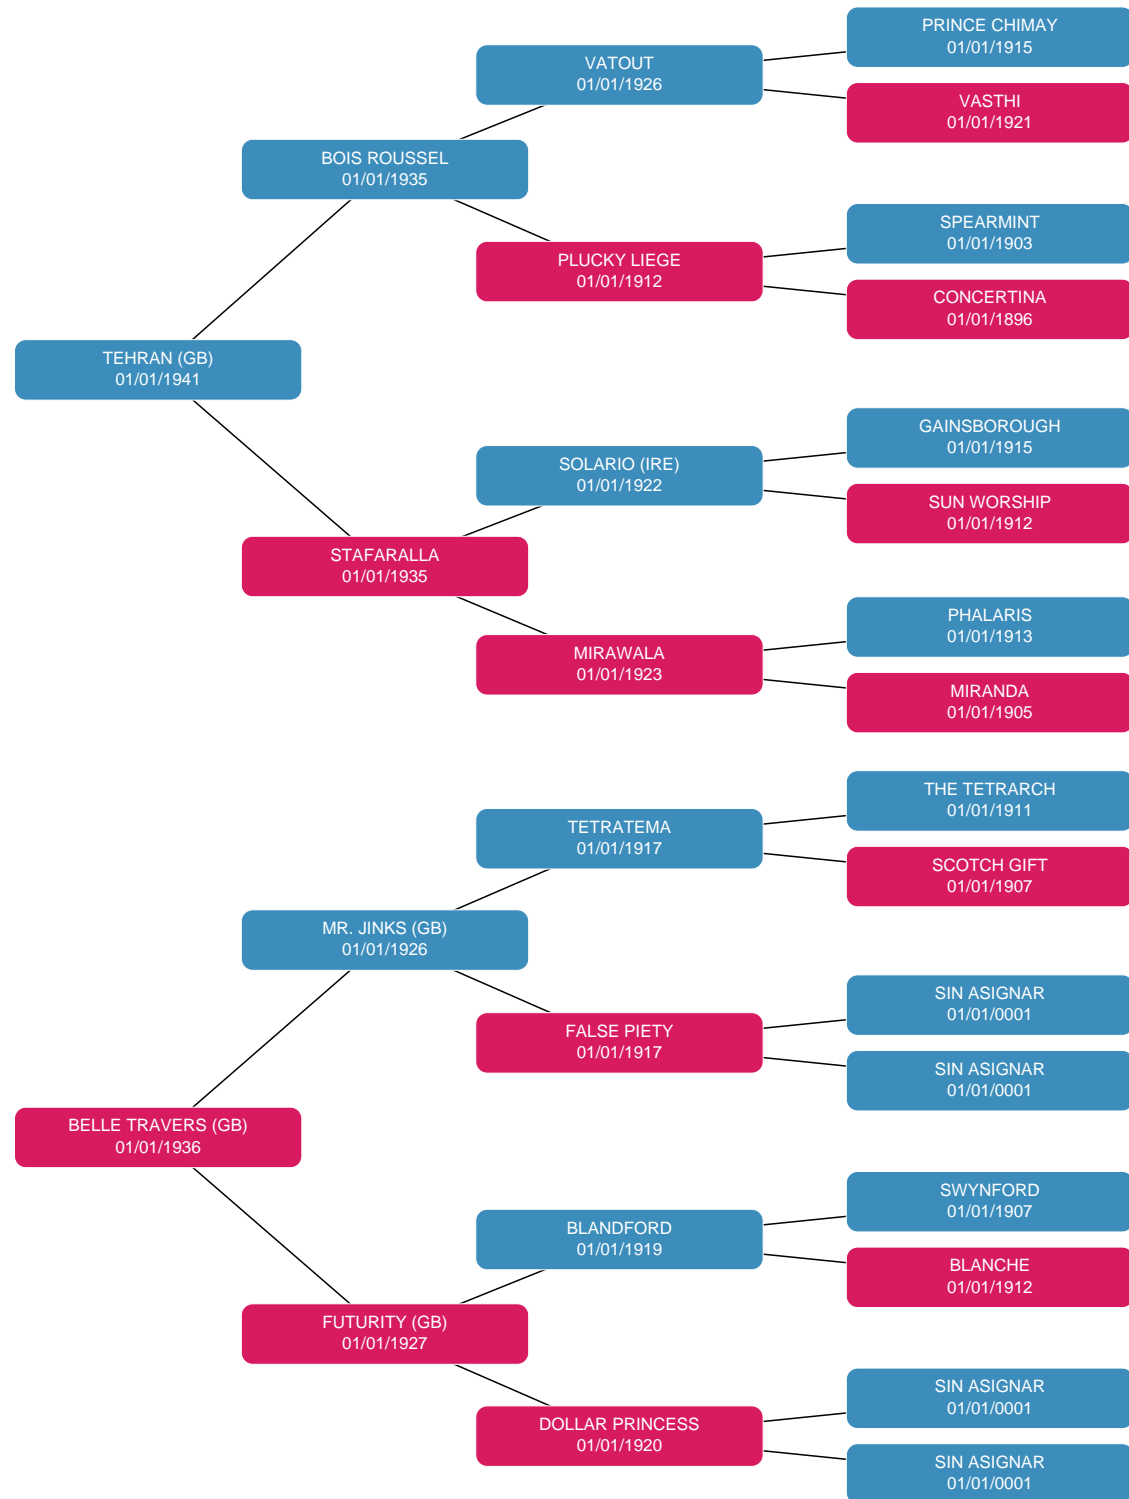 PRINCE CHIMAY
01/01/1915
VATOUT
01/01/1926
VASTHI
01/01/1921
BOIS ROUSSEL
01/01/1935
SPEARMINT
01/01/1903
PLUCKY LIEGE
01/01/1912
CONCERTINA
01/01/1896
TEHRAN (GB)
01/01/1941
GAINSBOROUGH
01/01/1915
SOLARIO (IRE)
01/01/1922
SUN WORSHIP
01/01/1912
STAFARALLA
01/01/1935
PHALARIS
01/01/1913
MIRAWALA
01/01/1923
MIRANDA
01/01/1905
THE TETRARCH
01/01/1911
TETRATEMA
01/01/1917
SCOTCH GIFT
01/01/1907
MR. JINKS (GB)
01/01/1926
SIN ASIGNAR
01/01/0001
FALSE PIETY
01/01/1917
SIN ASIGNAR
01/01/0001
BELLE TRAVERS (GB)
01/01/1936
SWYNFORD
01/01/1907
BLANDFORD
01/01/1919
BLANCHE
01/01/1912
FUTURITY (GB)
01/01/1927
SIN ASIGNAR
01/01/0001
DOLLAR PRINCESS
01/01/1920
SIN ASIGNAR
01/01/0001